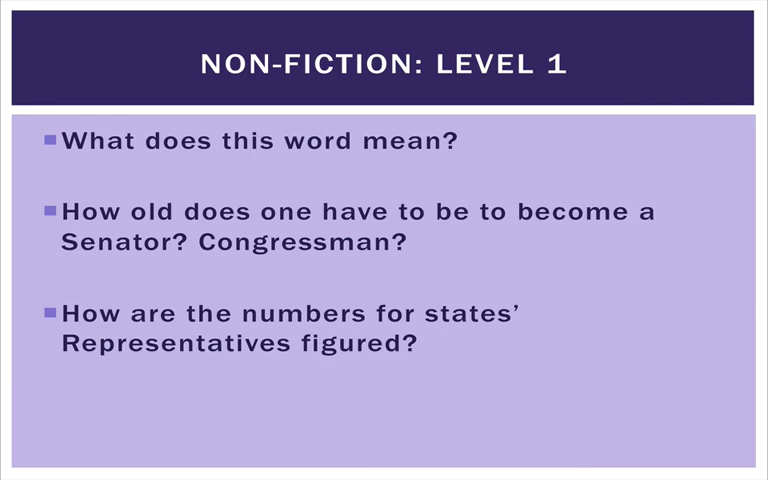 NON-FICTION: LEVEL 1
What does this word mean?
How old does one have to be to become a
Senator? Congressman?
How are the numbers for states’
Representatives figured?